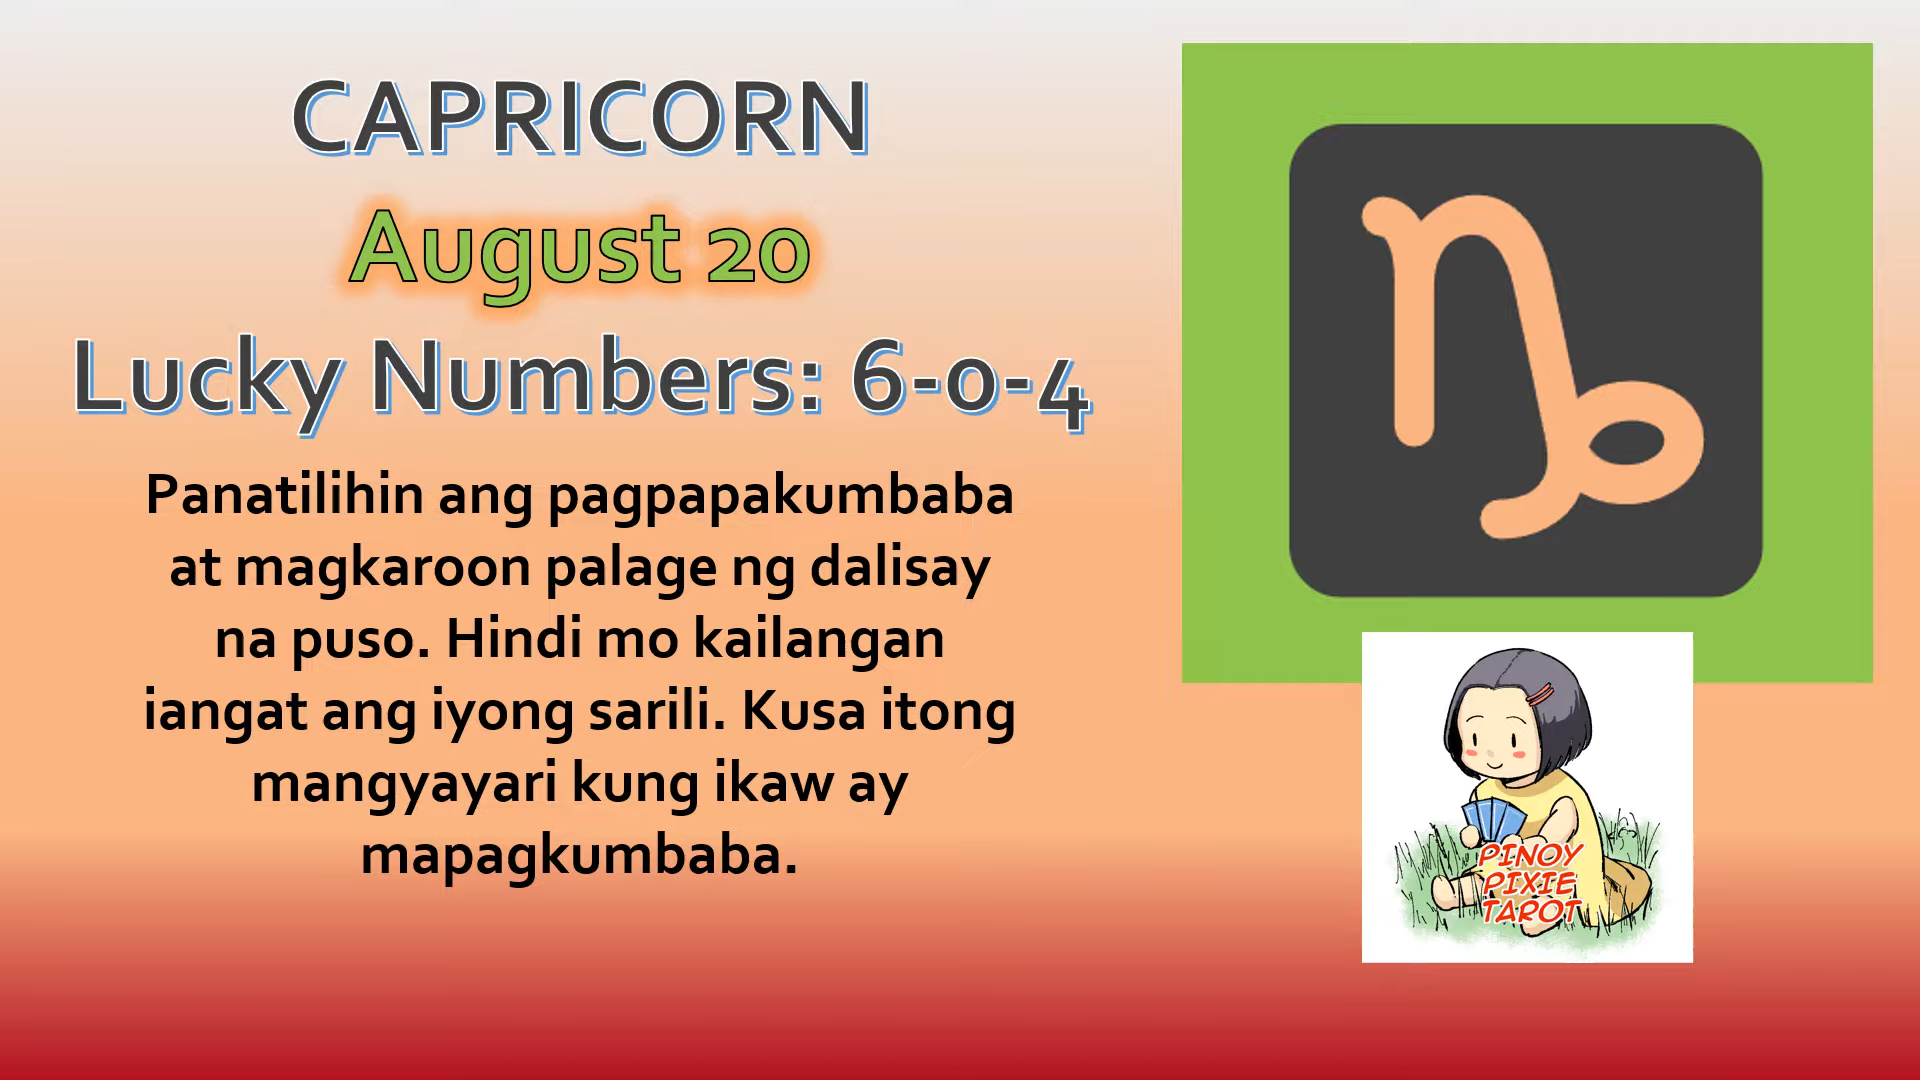 CAPRICORN
August 20
Lucky Numbers: 6-0-4
Panatilihin ang pagpapakumbaba
at magkaroon palage ng dalisay
na puso. Hindi mo kailangan
iangat ang iyong sarili. Kusa itong
mangyayari kung ikaw ay
mapagkumbaba.
PINOY
PIXIE
TAROT